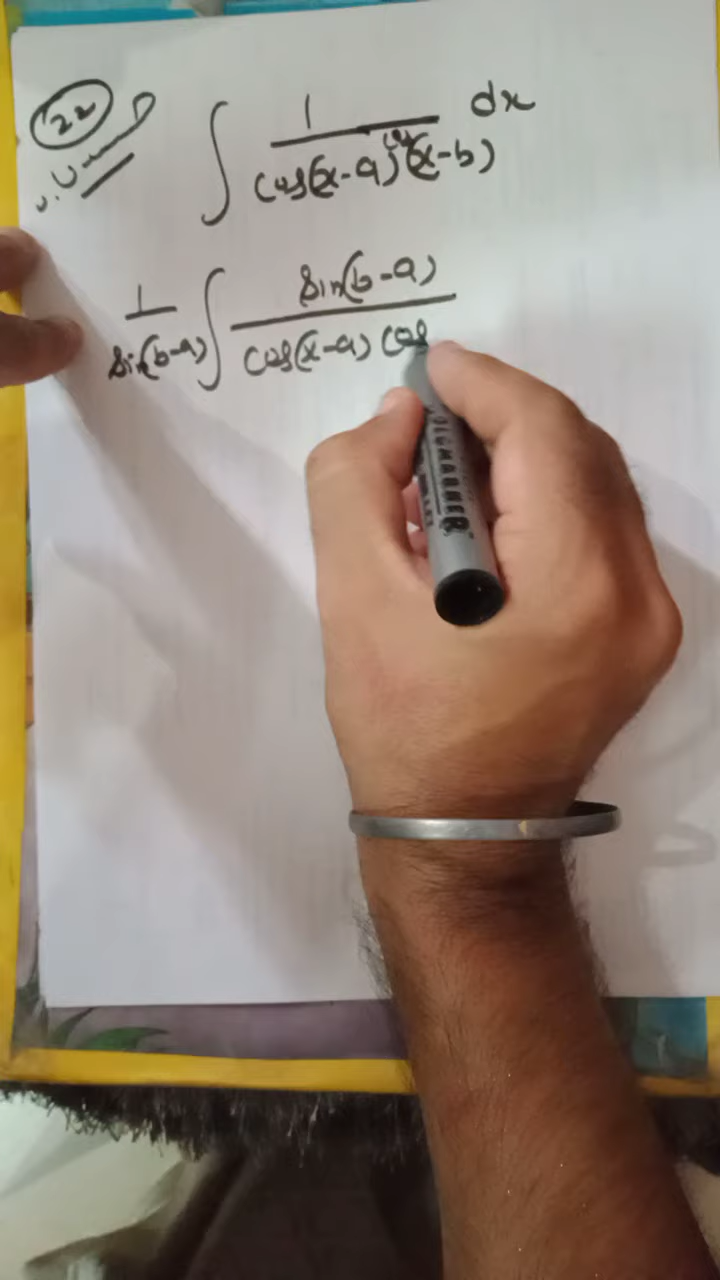 22
∫ 1 / cos(x-a) cos(x-b) dx
1 / sin(b-a) ∫ sin(b-a) / cos(x-a) cos